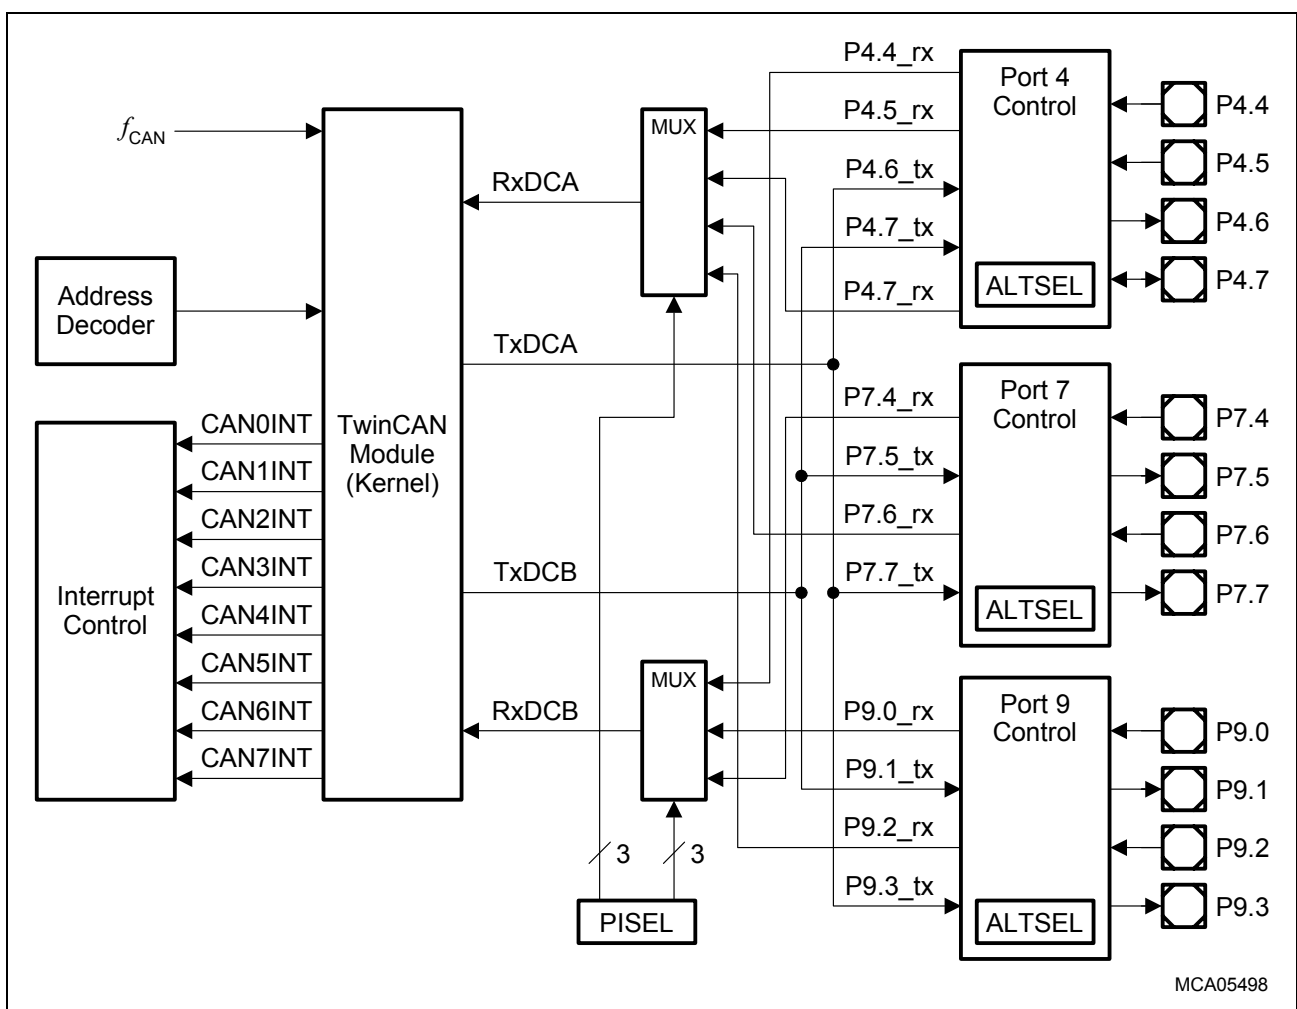 fCAN
Address
Decoder
Interrupt
Control
CAN0INT
CAN1INT
CAN2INT
CAN3INT
CAN4INT
CAN5INT
CAN6INT
CAN7INT
TwinCAN
Module
(Kernel)
RxDCA
TxDCA
TxDCB
RxDCB
MUX
MUX
3
3
PISEL
P4.4_rx
P4.5_rx
P4.6_tx
P4.7_tx
P4.7_rx
P7.4_rx
P7.5_tx
P7.6_rx
P7.7_tx
P9.0_rx
P9.1_tx
P9.2_rx
P9.3_tx
Port 4
Control
ALTSEL
Port 7
Control
ALTSEL
Port 9
Control
ALTSEL
P4.4
P4.5
P4.6
P4.7
P7.4
P7.5
P7.6
P7.7
P9.0
P9.1
P9.2
P9.3
MCA05498